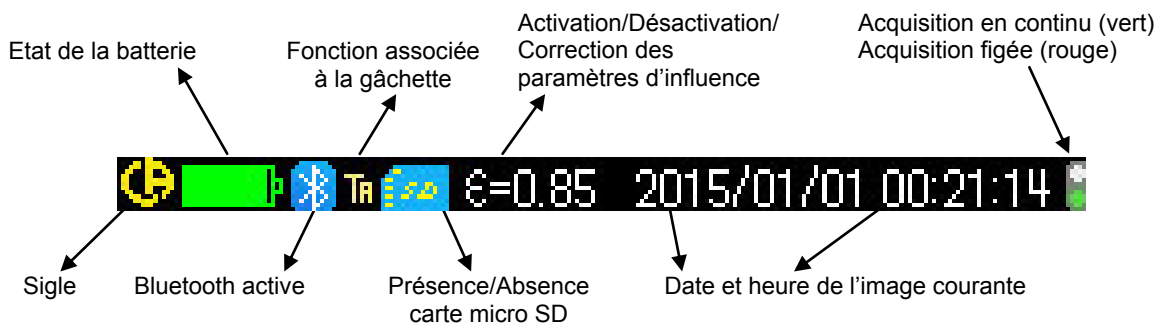 Etat de la batterie
Fonction associée
à la gâchette
Activation/Désactivation/
Correction des
paramètres d’influence
Acquisition en continu (vert)
Acquisition figée (rouge)
CA TA SD €=0.85 2015/01/01 00:21:14
Sigle
Bluetooth active
Présence/Absence
carte micro SD
Date et heure de l’image courante